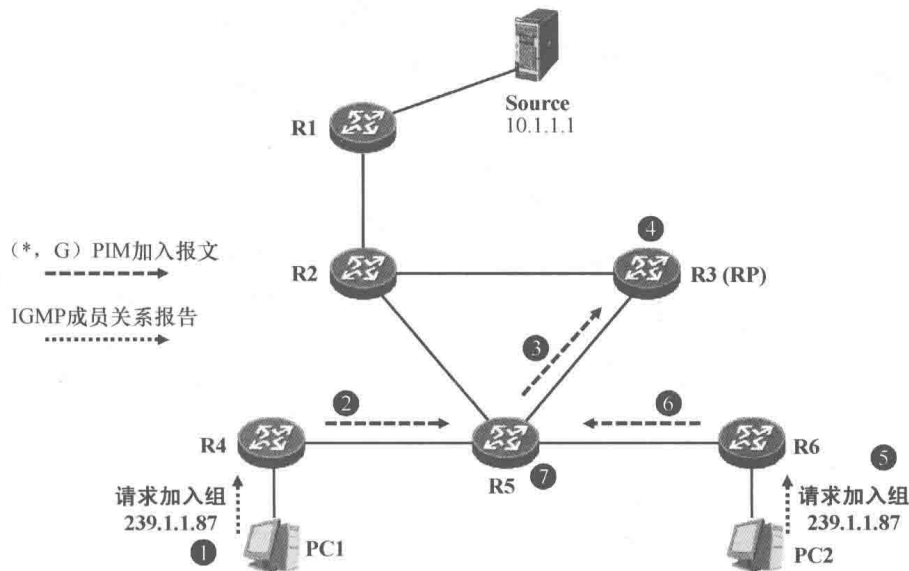 Source
10.1.1.1
R1
(*, G) PIM加入报文
IGMP成员关系报告
R2
4
R3 (RP)
3
2
6
R4
R5
7
R6
5
请求加入组
239.1.1.87
1
PC1
请求加入组
239.1.1.87
PC2